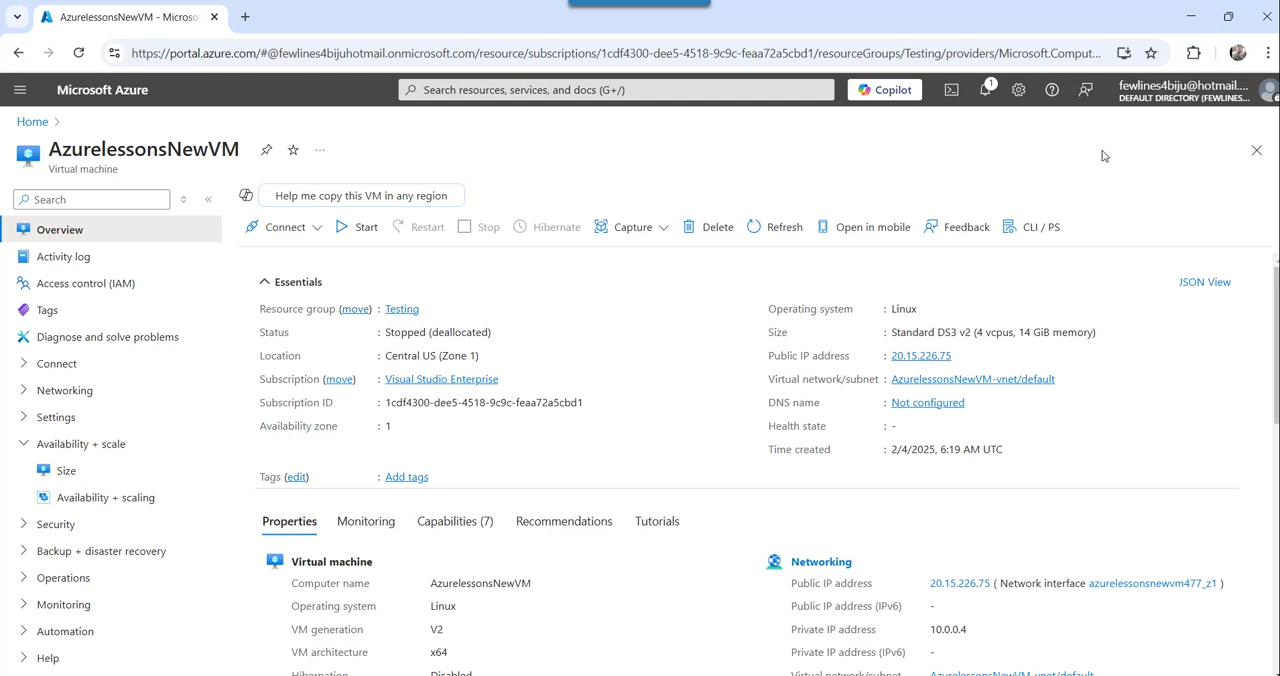 AzurelessonsNewVM - Microso
https://portal.azure.com/#@fewlines4bijuhotmail.onmicrosoft.com/resource/subscriptions/1cdf4300-dee5-4518-9c9c-feaa72a5cbd1/resourceGroups/Testing/providers/Microsoft.Comput...
Microsoft Azure
Search resources, services, and docs (G+/)
Copilot
1
fewlines4biju@hotmail....
DEFAULT DIRECTORY (FEWLINES...
Home
AzurelessonsNewVM
Virtual machine
Search
Help me copy this VM in any region
Connect Start Restart Stop Hibernate Capture Delete Refresh Open in mobile Feedback CLI / PS
Overview
Activity log
Access control (IAM)
Tags
Diagnose and solve problems
Connect
Networking
Settings
Availability + scale
Size
Availability + scaling
Security
Backup + disaster recovery
Operations
Monitoring
Automation
Help
Essentials
JSON View
Resource group (move) : Testing
Status : Stopped (deallocated)
Location : Central US (Zone 1)
Subscription (move) : Visual Studio Enterprise
Subscription ID : 1cdf4300-dee5-4518-9c9c-feaa72a5cbd1
Availability zone : 1
Operating system : Linux
Size : Standard DS3 v2 (4 vcpus, 14 GiB memory)
Public IP address : 20.15.226.75
Virtual network/subnet : AzurelessonsNewVM-vnet/default
DNS name : Not configured
Health state : -
Time created : 2/4/2025, 6:19 AM UTC
Tags (edit) : Add tags
Properties Monitoring Capabilities (7) Recommendations Tutorials
Virtual machine
Computer name AzurelessonsNewVM
Operating system Linux
VM generation V2
VM architecture x64
Hibernation Disabled
Networking
Public IP address 20.15.226.75 ( Network interface azurelessonsnewvm477_z1 )
Public IP address (IPv6) -
Private IP address 10.0.0.4
Private IP address (IPv6) -
Virtual network/subnet AzurelessonsNewVM-vnet/default